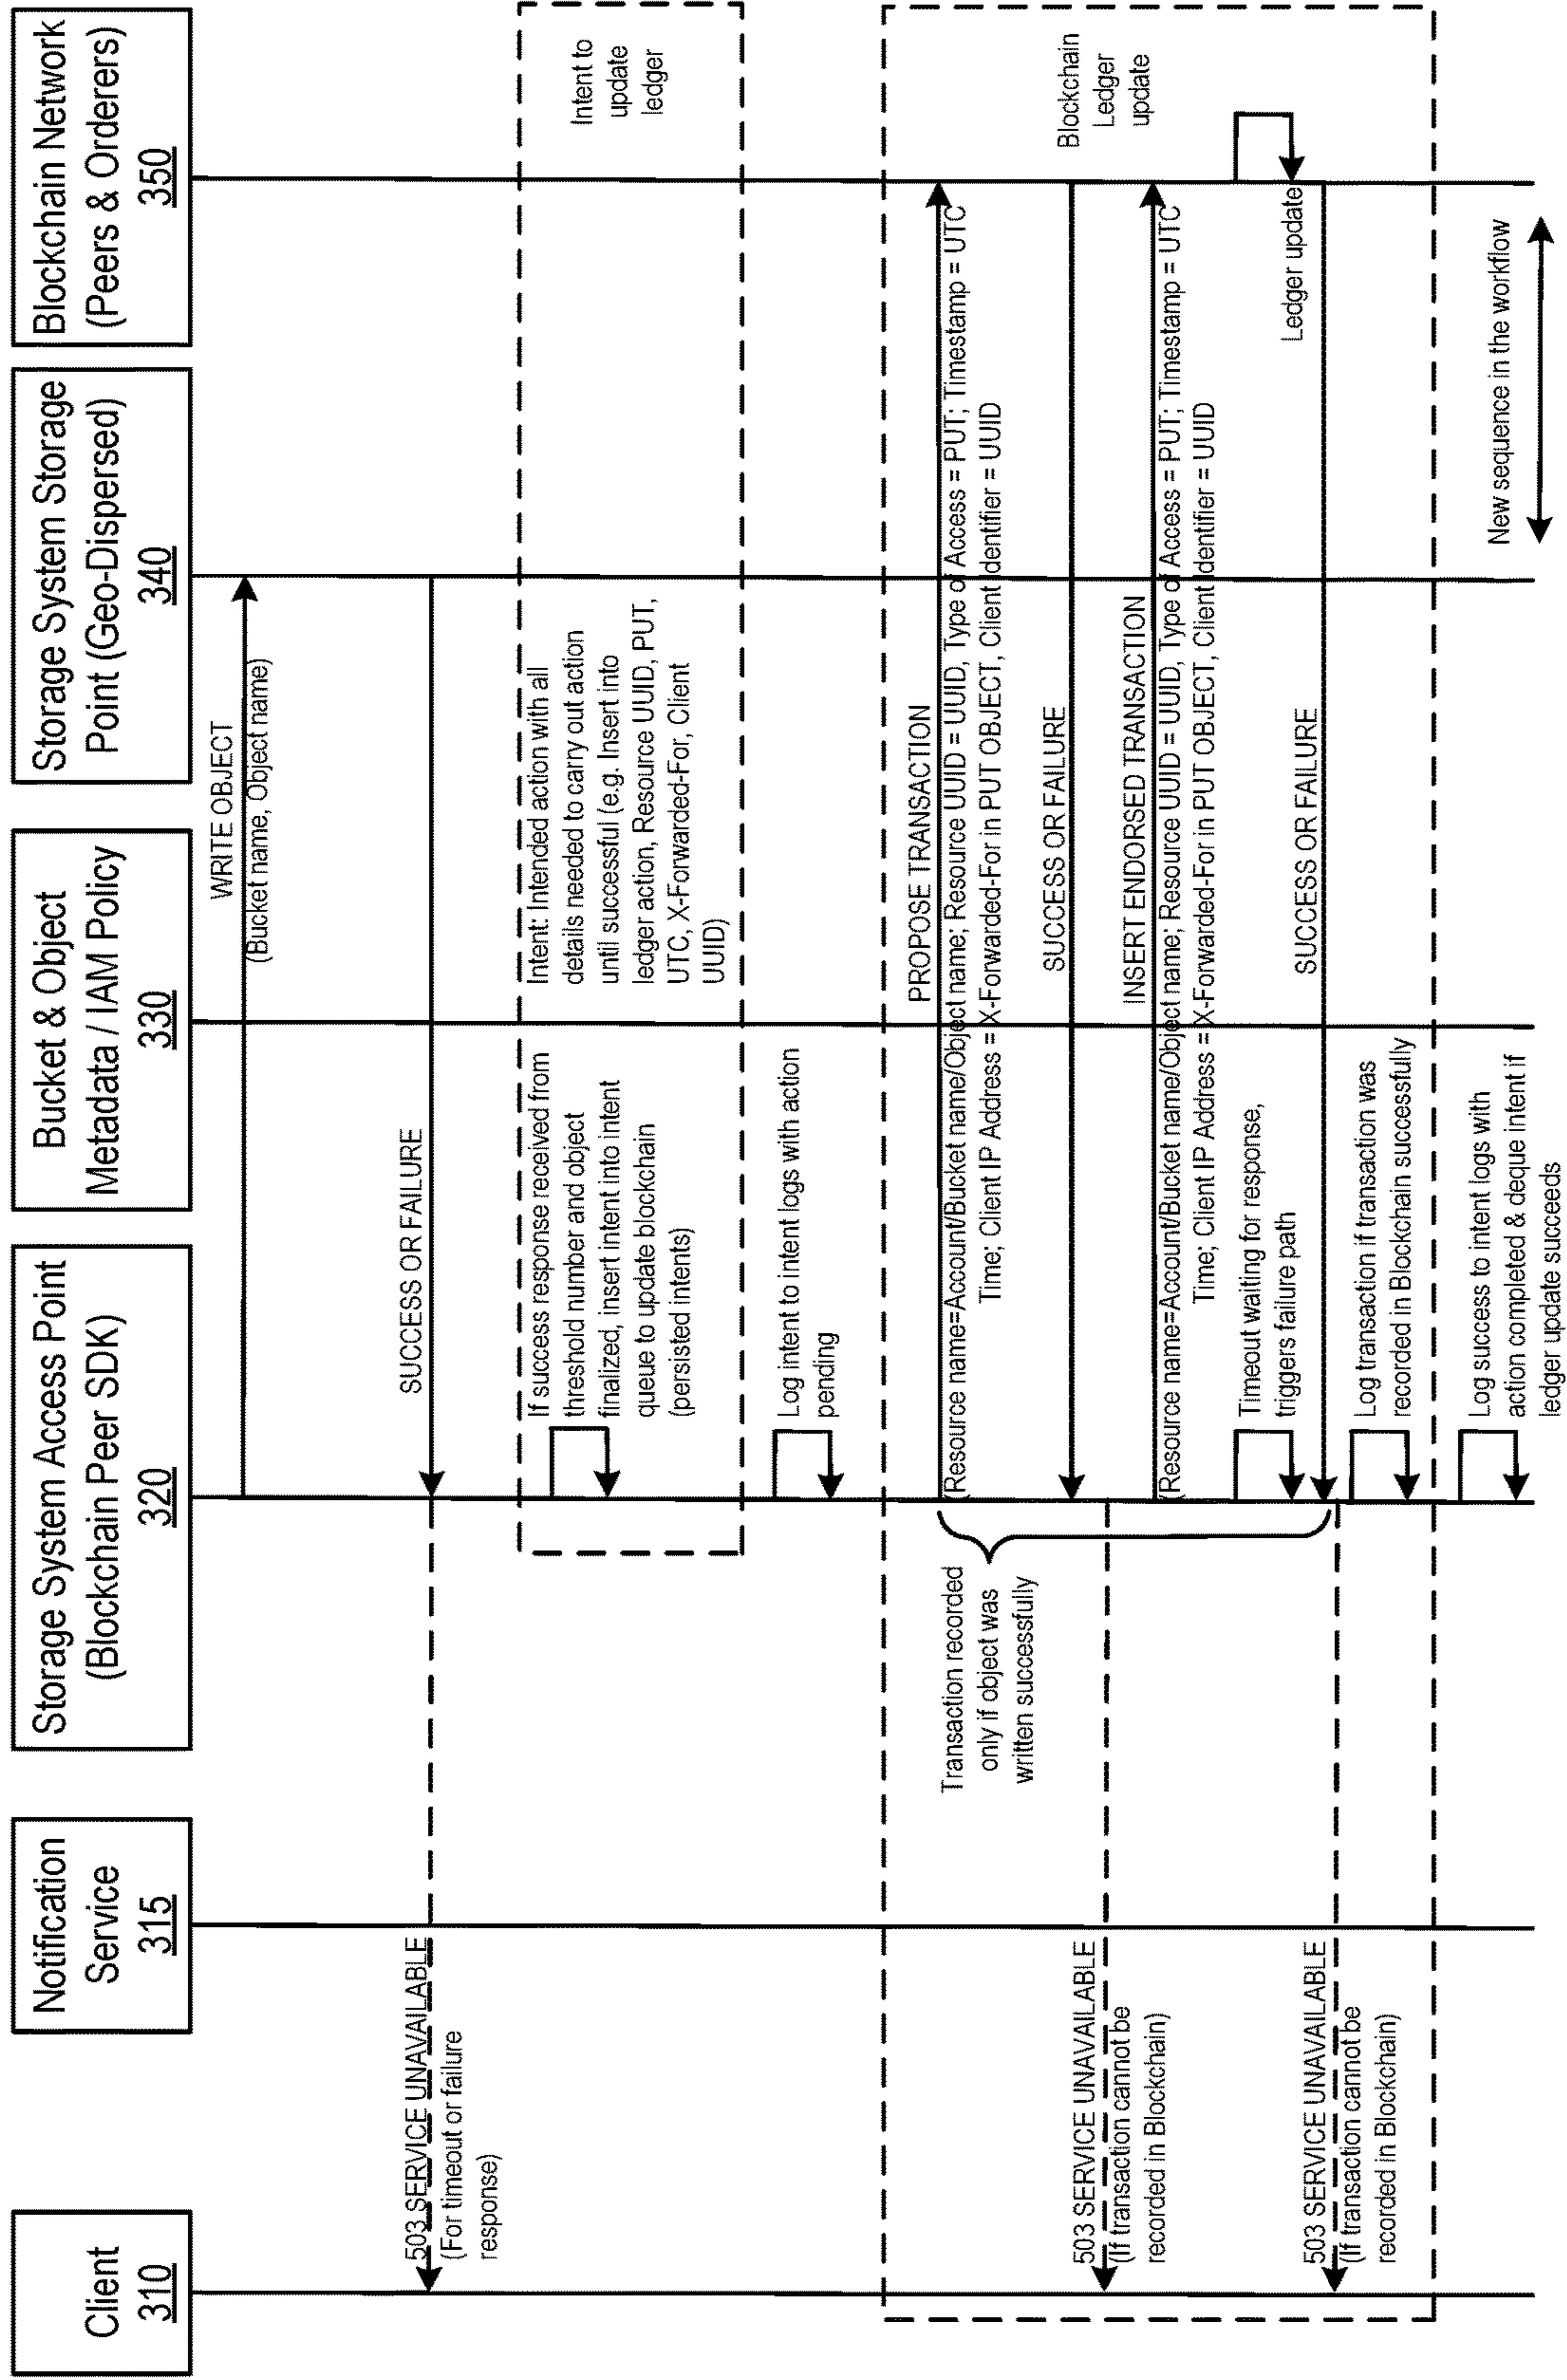 Client
310
Notification
Service
315
Storage System Access Point
(Blockchain Peer SDK)
320
Bucket & Object
Metadata / IAM Policy
330
Storage System Storage
Point (Geo-Dispersed)
340
Blockchain Network
(Peers & Orderers)
350
WRITE OBJECT
(Bucket name, Object name)
SUCCESS OR FAILURE
503 SERVICE UNAVAILABLE
(For timeout or failure
response)
If success response received from
threshold number and object
finalized, insert intent into intent
queue to update blockchain
(persisted intents)
Intent: Intended action with all
details needed to carry out action
until successful (e.g. Insert into
ledger action, Resource UUID, PUT,
UTC, X-Forwarded-For, Client
UUID)
Intent to
update
ledger
Log intent to intent logs with action
pending
PROPOSE TRANSACTION
(Resource name=Account/Bucket name/Object name; Resource UUID = UUID, Type of Access = PUT; Timestamp = UTC
Time; Client IP Address = X-Forwarded-For in PUT OBJECT, Client Identifier = UUID
Transaction recorded
only if object was
written successfully
SUCCESS OR FAILURE
503 SERVICE UNAVAILABLE
(If transaction cannot be
recorded in Blockchain)
Blockchain
Ledger
update
INSERT ENDORSED TRANSACTION
(Resource name=Account/Bucket name/Object name; Resource UUID = UUID, Type of Access = PUT; Timestamp = UTC
Time; Client IP Address = X-Forwarded-For in PUT OBJECT, Client Identifier = UUID
Timeout waiting for response,
triggers failure path
Ledger update
SUCCESS OR FAILURE
503 SERVICE UNAVAILABLE
(If transaction cannot be
recorded in Blockchain)
Log transaction if transaction was
recorded in Blockchain successfully
Log success to intent logs with
action completed & deque intent if
ledger update succeeds
New sequence in the workflow